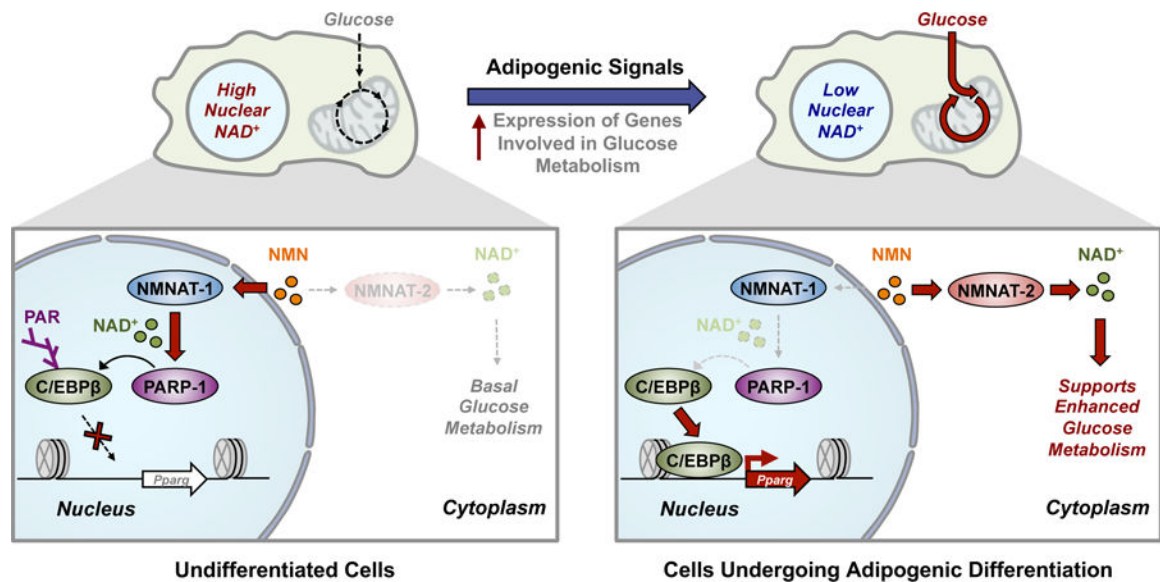 Glucose
High
Nuclear
NAD⁺
Adipogenic Signals
Expression of Genes
Involved in Glucose
Metabolism
Glucose
Low
Nuclear
NAD⁺
NMN
NAD⁺
NMNAT-1
NMNAT-2
PAR
NAD⁺
C/EBPβ
PARP-1
Basal
Glucose
Metabolism
Pparg
Nucleus
Cytoplasm
Undifferentiated Cells
NMN
NAD⁺
NMNAT-1
NMNAT-2
NAD⁺
C/EBPβ
PARP-1
Supports
Enhanced
Glucose
Metabolism
C/EBPβ
Pparg
Nucleus
Cytoplasm
Cells Undergoing Adipogenic Differentiation